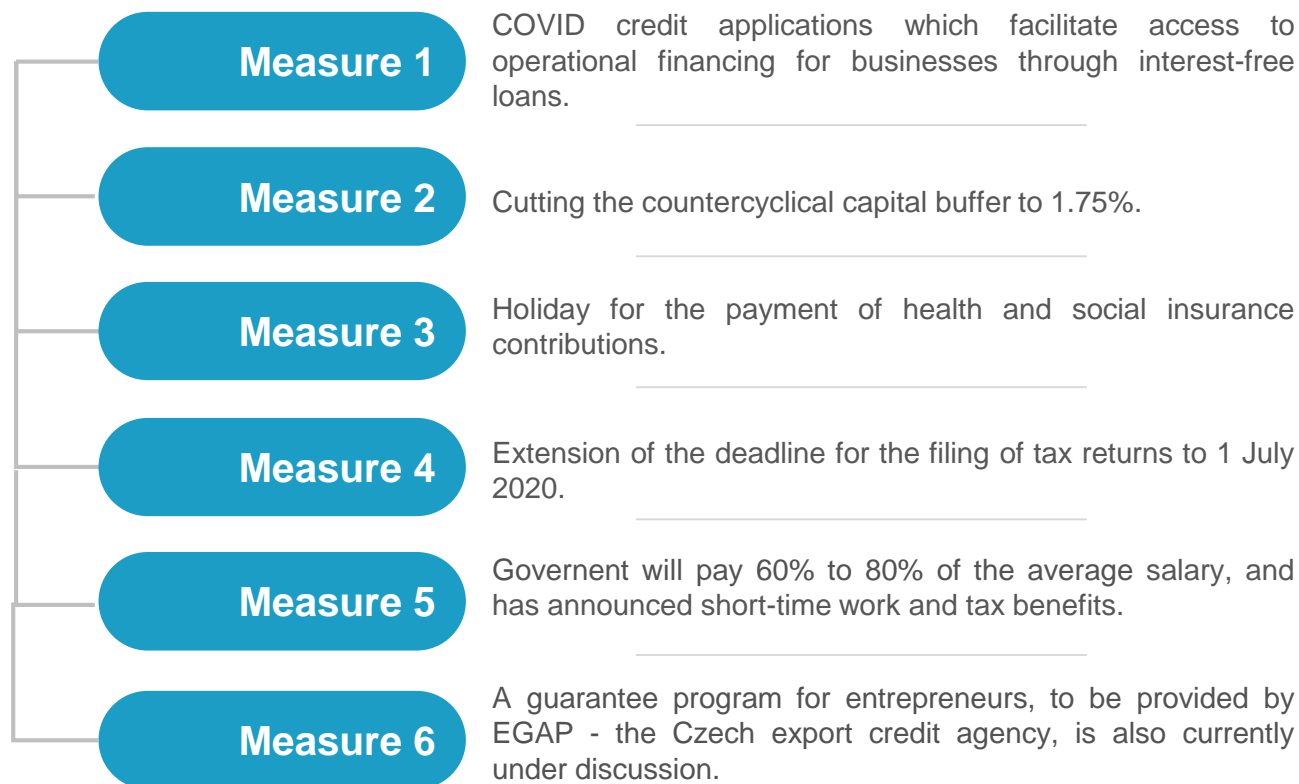 Measure 1
COVID credit applications which facilitate access to
operational financing for businesses through interest-free
loans.
Measure 2
Cutting the countercyclical capital buffer to 1.75%.
Measure 3
Holiday for the payment of health and social insurance
contributions.
Measure 4
Extension of the deadline for the filing of tax returns to 1 July
2020.
Measure 5
Governent will pay 60% to 80% of the average salary, and
has announced short-time work and tax benefits.
Measure 6
A guarantee program for entrepreneurs, to be provided by
EGAP - the Czech export credit agency, is also currently
under discussion.